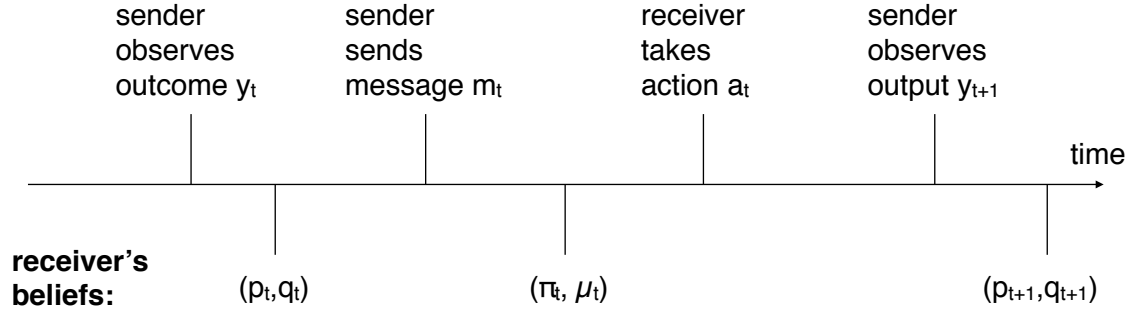 sender
observes
outcome yₜ
sender
sends
message mₜ
receiver
takes
action aₜ
sender
observes
output yₜ₊₁
time
receiver's
beliefs:
(pₜ,qₜ)
(πₜ, μₜ)
(pₜ₊₁,qₜ₊₁)